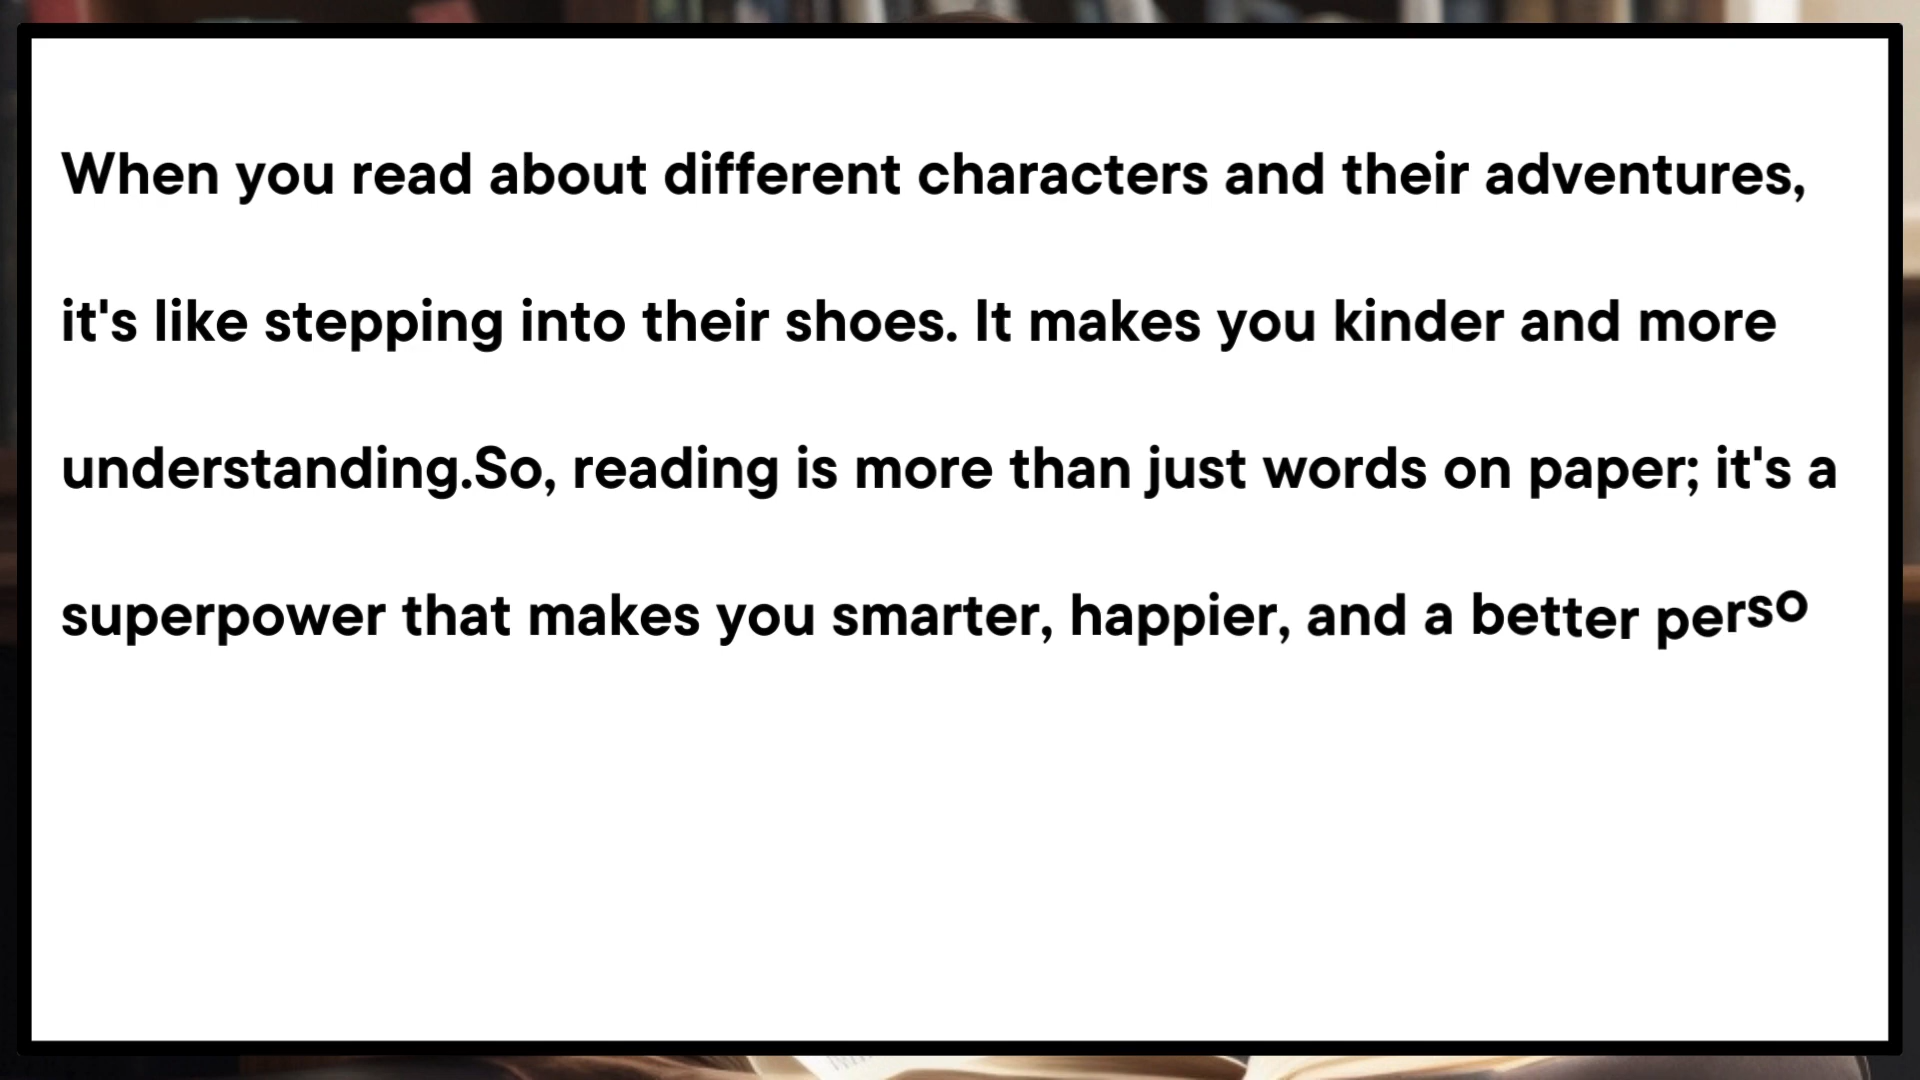 When you read about different characters and their adventures,
it's like stepping into their shoes. It makes you kinder and more
understanding.So, reading is more than just words on paper; it's a
superpower that makes you smarter, happier, and a better perso